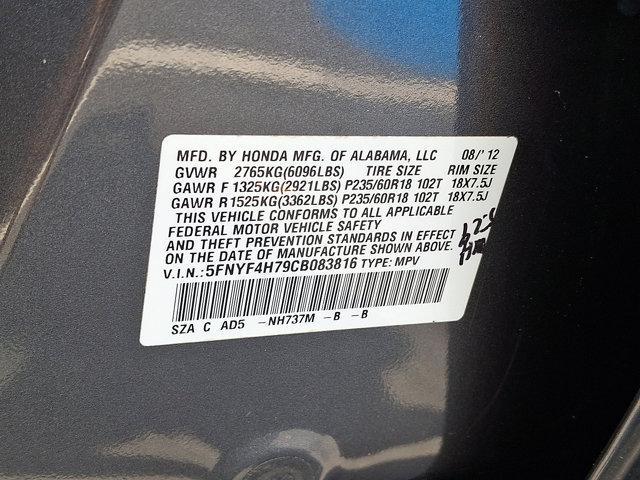 MFD. BY HONDA MFG. OF ALABAMA, LLC 08/'12
GVWR 2765KG(6096LBS) TIRE SIZE RIM SIZE
GAWR F 1325KG(2921LBS) P235/60R18 102T 18X7.5J
GAWR R 1525KG(3362LBS) P235/60R18 102T 18X7.5J
THIS VEHICLE CONFORMS TO ALL APPLICABLE
FEDERAL MOTOR VEHICLE SAFETY
AND THEFT PREVENTION STANDARDS IN EFFECT
ON THE DATE OF MANUFACTURE SHOWN ABOVE.
V.I.N.: 5FNYF4H79CB083816 TYPE: MPV
SZA C AD5 -NH737M -B -B